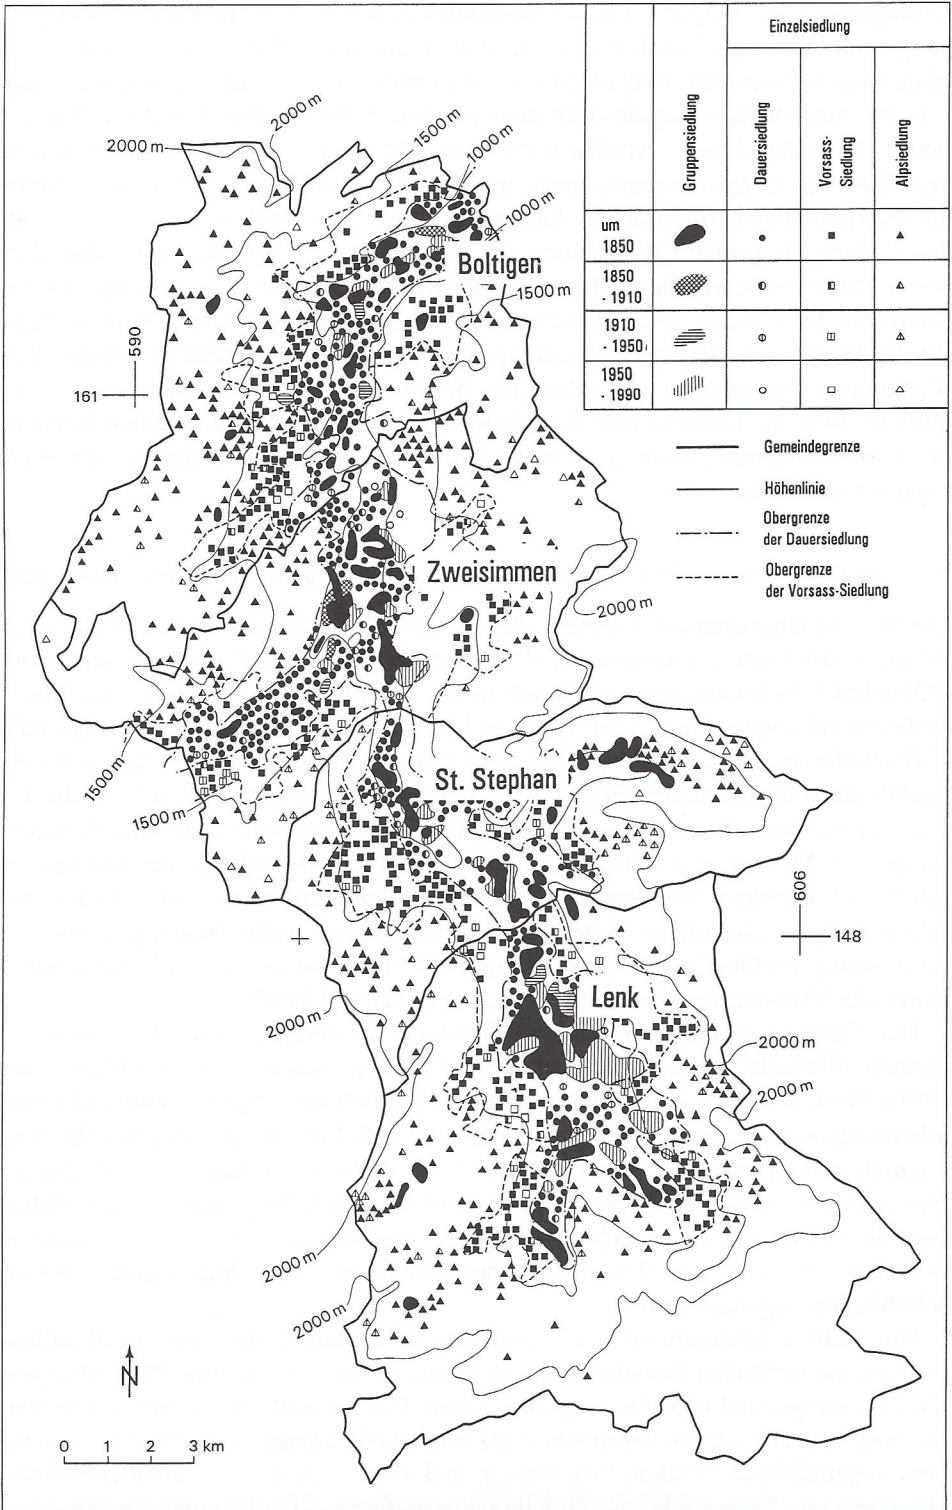 Einzelsiedlung
Gruppensiedlung
Dauersiedlung
Vorsass-
Siedlung
Alpsiedlung
um
1850
1850
- 1910
1910
- 1950
1950
- 1990
Gemeindegrenze
Höhenlinie
Obergrenze
der Dauersiedlung
Obergrenze
der Vorsass-Siedlung
2000 m
2000 m
1500 m
1000 m
1000 m
Boltigen
1500 m
590
161
Zweisimmen
2000 m
1500 m
1500 m
St. Stephan
606
148
Lenk
2000 m
2000 m
2000 m
2000 m
2000 m
N
0 1 2 3 km